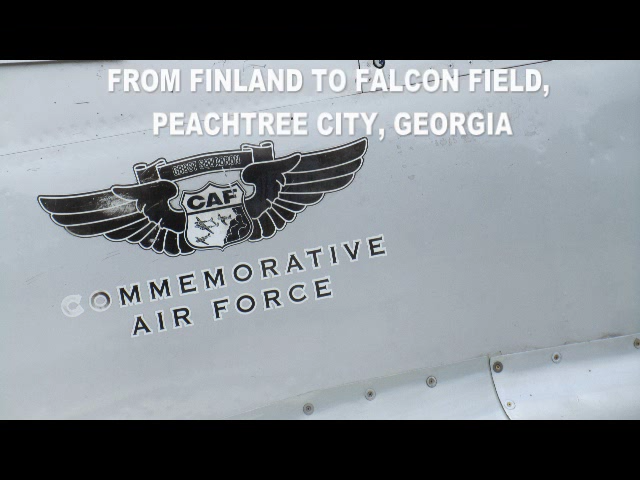 FROM FINLAND TO FALCON FIELD,
PEACHTREE CITY, GEORGIA
CAF
COMMEMORATIVE
AIR FORCE